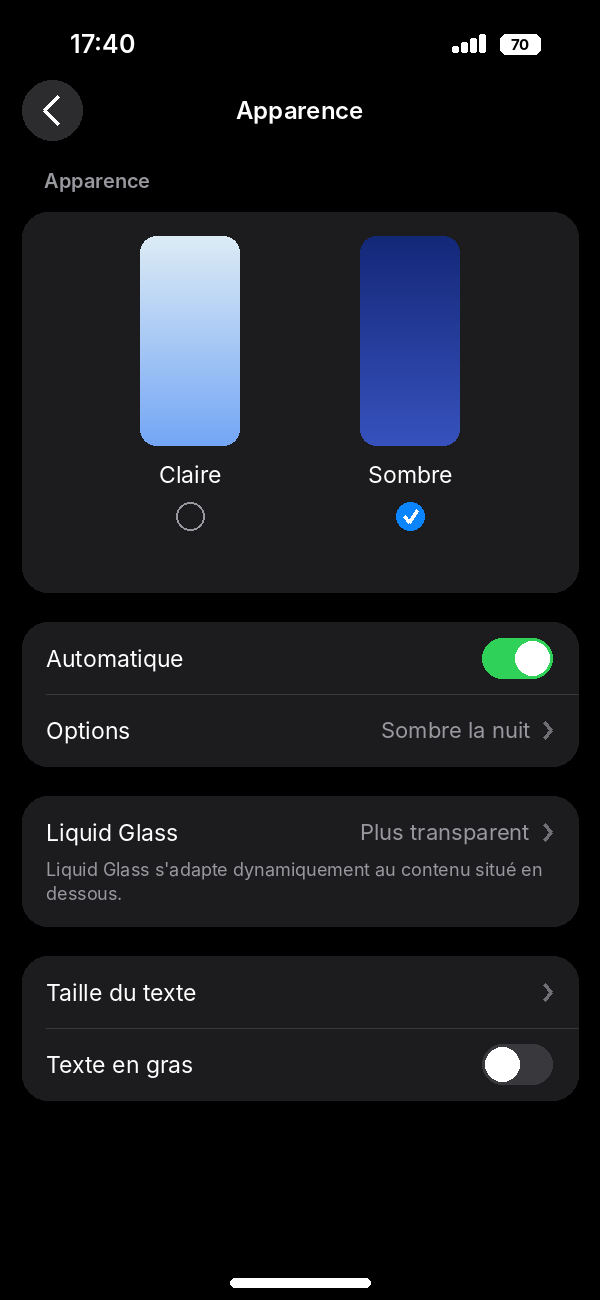 17:40
70
Apparence
Apparence
Claire
Sombre
Automatique
Options
Sombre la nuit
Liquid Glass
Plus transparent
Liquid Glass s'adapte dynamiquement au contenu situé en
dessous.
Taille du texte
Texte en gras